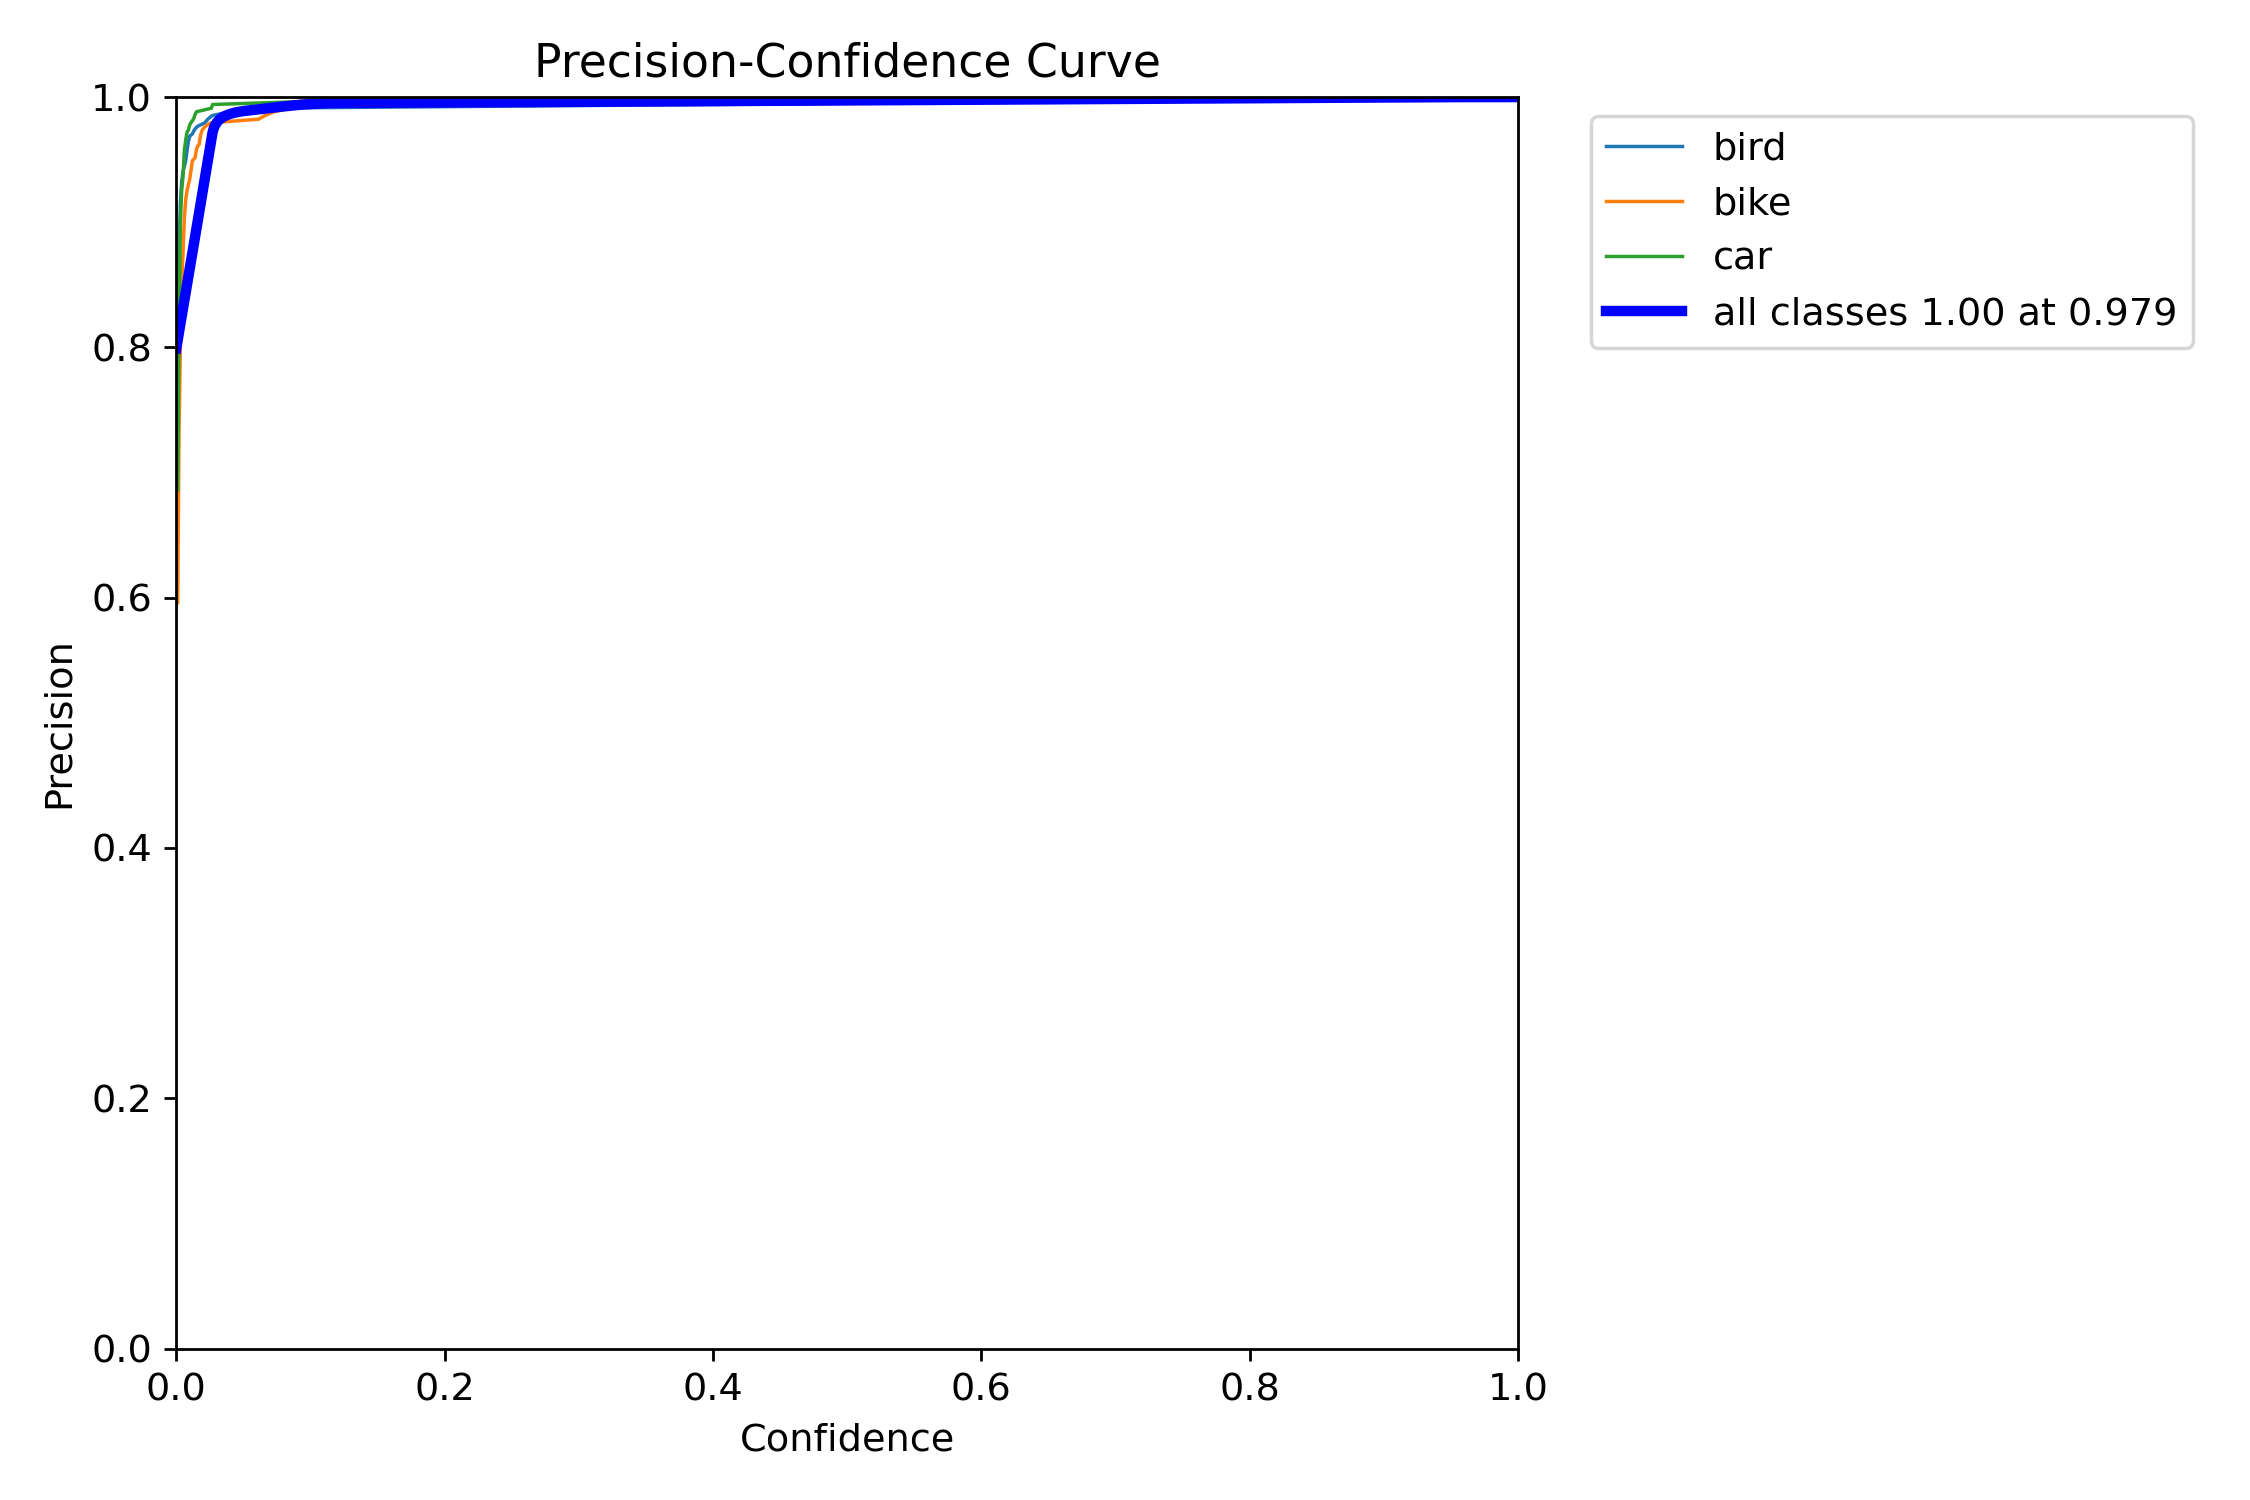 Precision-Confidence Curve
1.0
0.8
0.6
0.4
0.2
0.0
Precision
0.0 0.2 0.4 0.6 0.8 1.0
Confidence
bird
bike
car
all classes 1.00 at 0.979